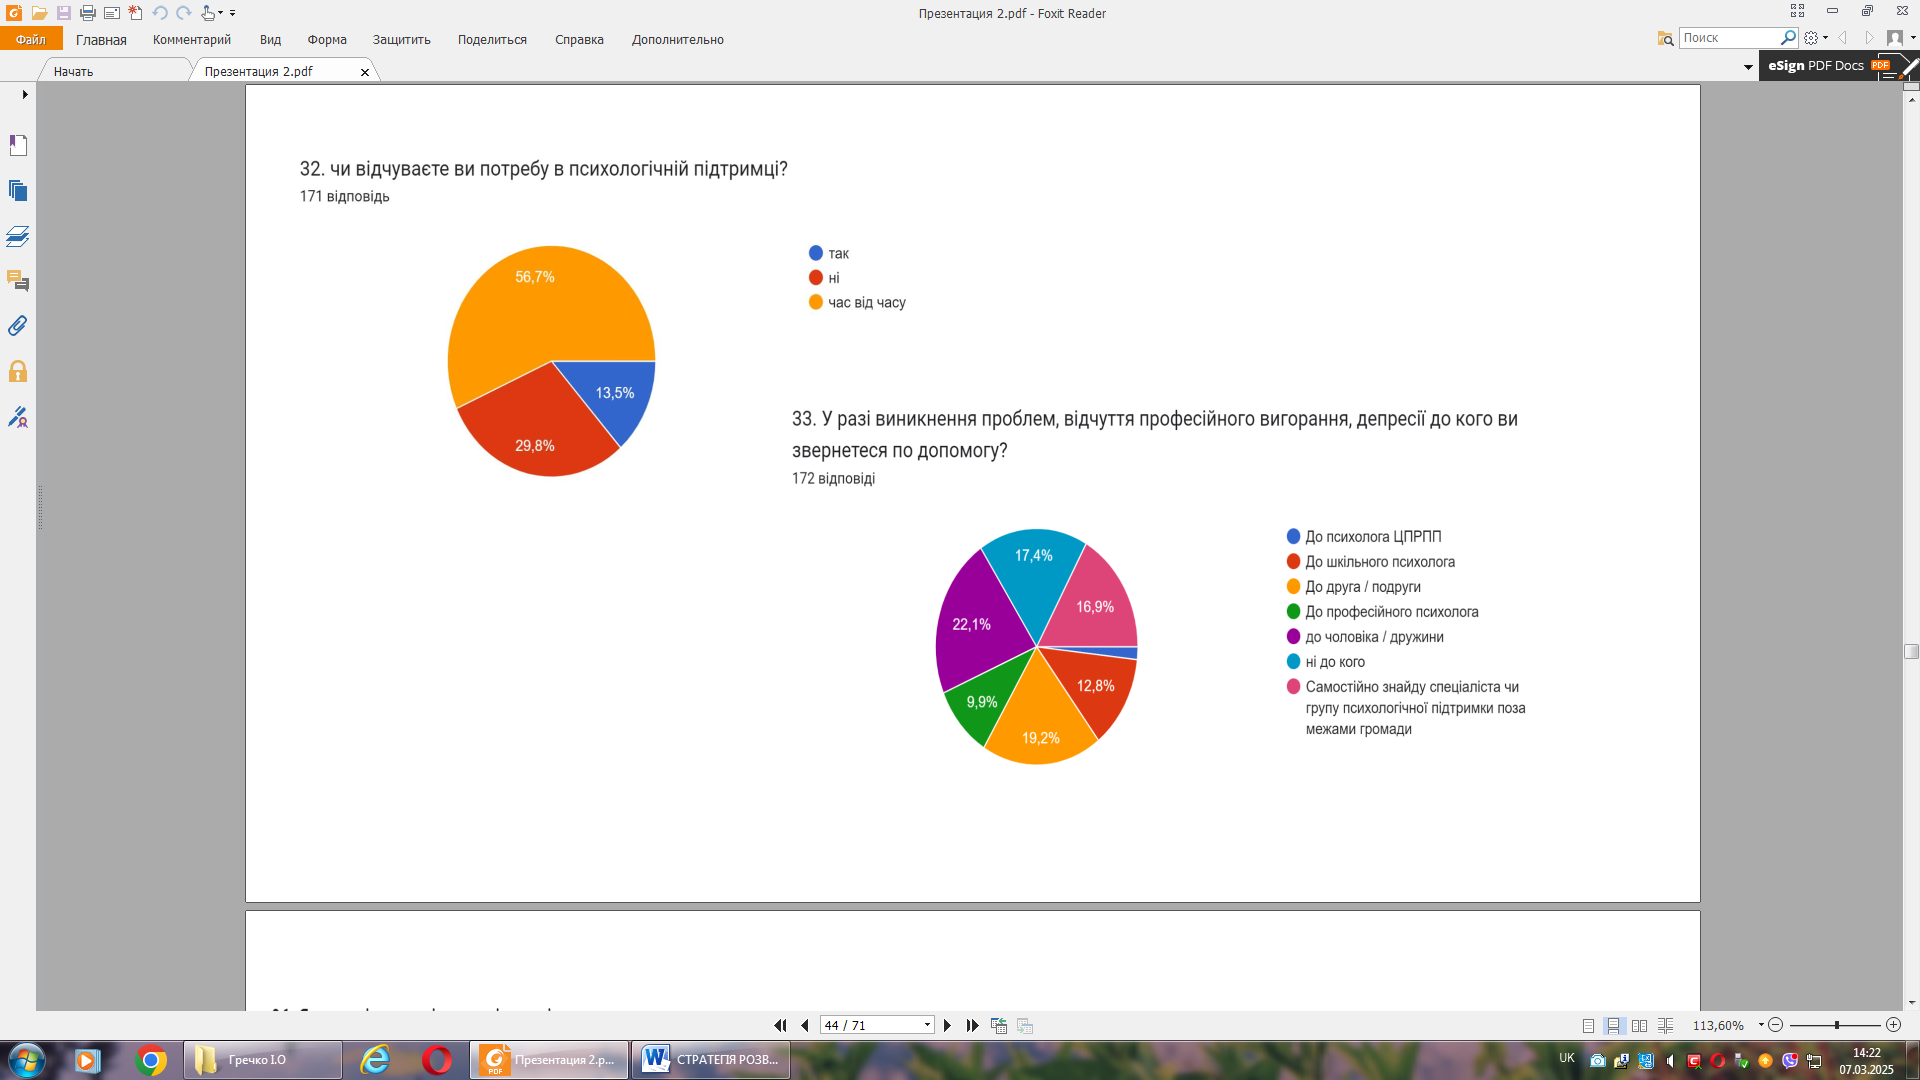 Презентация 2.pdf - Foxit Reader
Файл Главная Комментарий Вид Форма Защитить Поделиться Справка Дополнительно
Поиск
Начать
Презентация 2.pdf
eSign PDF Docs PDF
32. чи відчуваєте ви потребу в психологічній підтримці?
171 відповідь
56,7%
13,5%
29,8%
так
ні
час від часу
33. У разі виникнення проблем, відчуття професійного вигорання, депресії до кого ви
звернетеся по допомогу?
172 відповіді
17,4%
16,9%
22,1%
12,8%
9,9%
19,2%
До психолога ЦПРПП
До шкільного психолога
До друга / подруги
До професійного психолога
до чоловіка / дружини
ні до кого
Самостійно знайду спеціаліста чи
групу психологічної підтримки поза
межами громади
44 / 71
113,60%
Гречко І.О
Презентация 2.p...
СТРАТЕГІЯ РОЗВ...
UK
14:22
07.03.2025